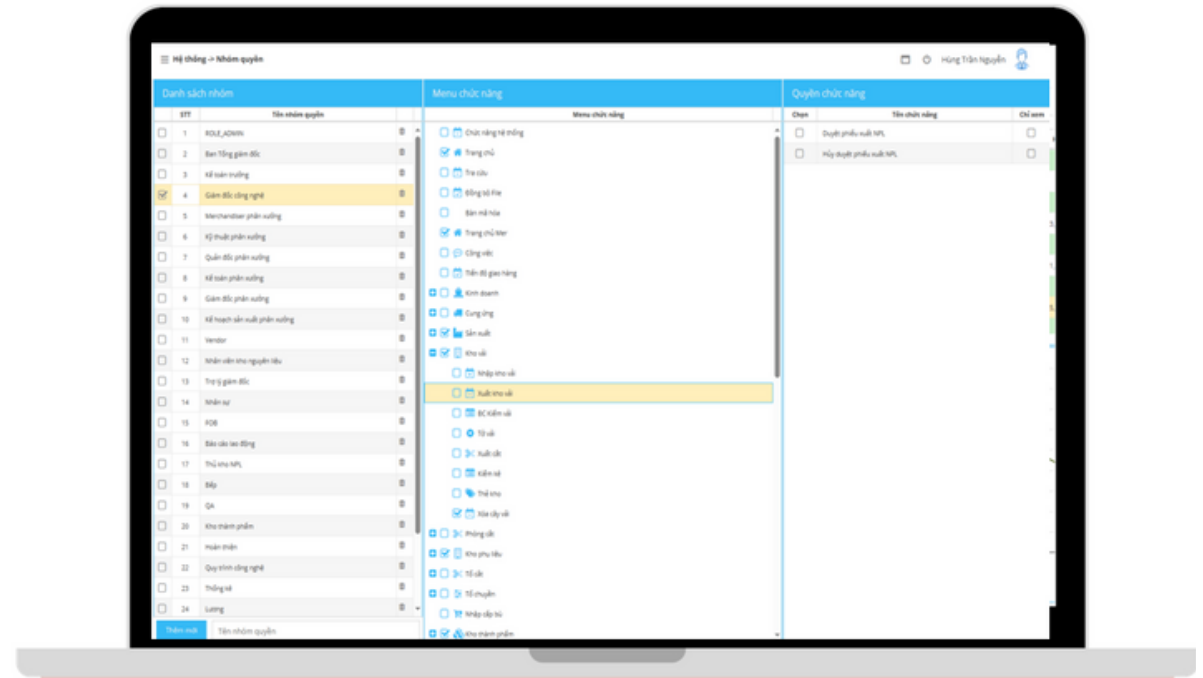 Hệ thống -> Nhóm quyền
Hùng Trần Nguyễn
Danh sách nhóm
STT Tên nhóm quyền
1 ROLE_ADMIN
2 Ban Tổng giám đốc
3 Kế toán trưởng
4 Giám đốc công nghệ
5 Merchandiser phân xưởng
6 Kỹ thuật phân xưởng
7 Quản đốc phân xưởng
8 Kế toán phân xưởng
9 Giám đốc phân xưởng
10 Kế hoạch sản xuất phân xưởng
11 Vendor
12 Nhân viên kho nguyên liệu
13 Trợ lý giám đốc
14 Nhân sự
15 FOB
16 Báo cáo lao động
17 Thủ kho NPL
18 Bếp
19 QA
20 Kho thành phẩm
21 Hoàn thiện
22 Quy trình công nghệ
23 Thống kê
24 Lương
Thêm mới Tên nhóm quyền
Menu chức năng
Menu chức năng
Chức năng hệ thống
Trang chủ
Tra cứu
Đồng bộ File
Bản mã hóa
Trang chủ Mer
Công việc
Tiến độ giao hàng
Kinh doanh
Cung ứng
Sản xuất
Kho vải
Nhập kho vải
Xuất kho vải
BC Kiểm vải
Tở vải
Xuất cắt
Kiểm kê
Thẻ kho
Xóa cây vải
Phòng cắt
Kho phụ liệu
Tổ cắt
Tổ chuyền
Nhập cấp bù
Kho thành phẩm
Quyền chức năng
Chọn Tên chức năng Chỉ xem
Duyệt phiếu xuất NPL
Hủy duyệt phiếu xuất NPL